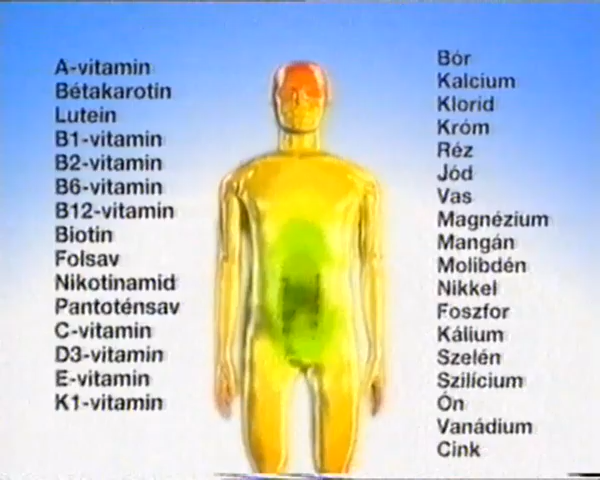 A-vitamin
Bétakarotin
Lutein
B1-vitamin
B2-vitamin
B6-vitamin
B12-vitamin
Biotin
Folsav
Nikotinamid
Pantoténsav
C-vitamin
D3-vitamin
E-vitamin
K1-vitamin
Bór
Kalcium
Klorid
Króm
Réz
Jód
Vas
Magnézium
Mangán
Molibdén
Nikkel
Foszfor
Kálium
Szelén
Szilícium
Ón
Vanádium
Cink